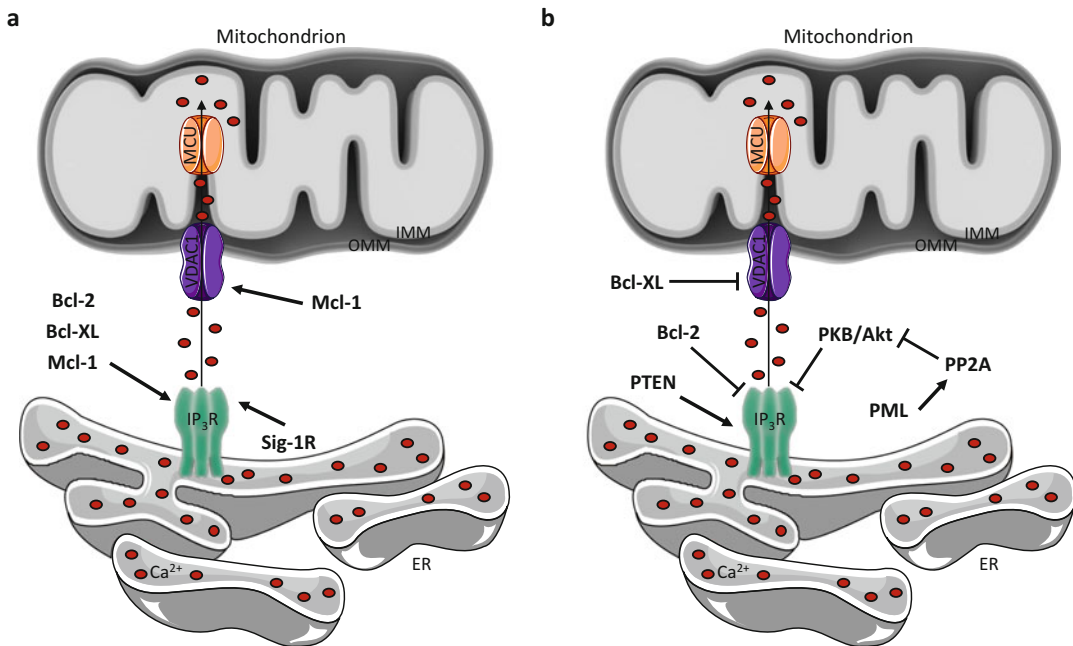 a
Mitochondrion
MCU
IMM
OMM
VDAC1
Mcl-1
Bcl-2
Bcl-XL
Mcl-1
IP₃R
Sig-1R
Ca²⁺
ER
b
Mitochondrion
MCU
IMM
OMM
VDAC1
Bcl-XL
Bcl-2
PKB/Akt
PP2A
PTEN
PML
IP₃R
Ca²⁺
ER